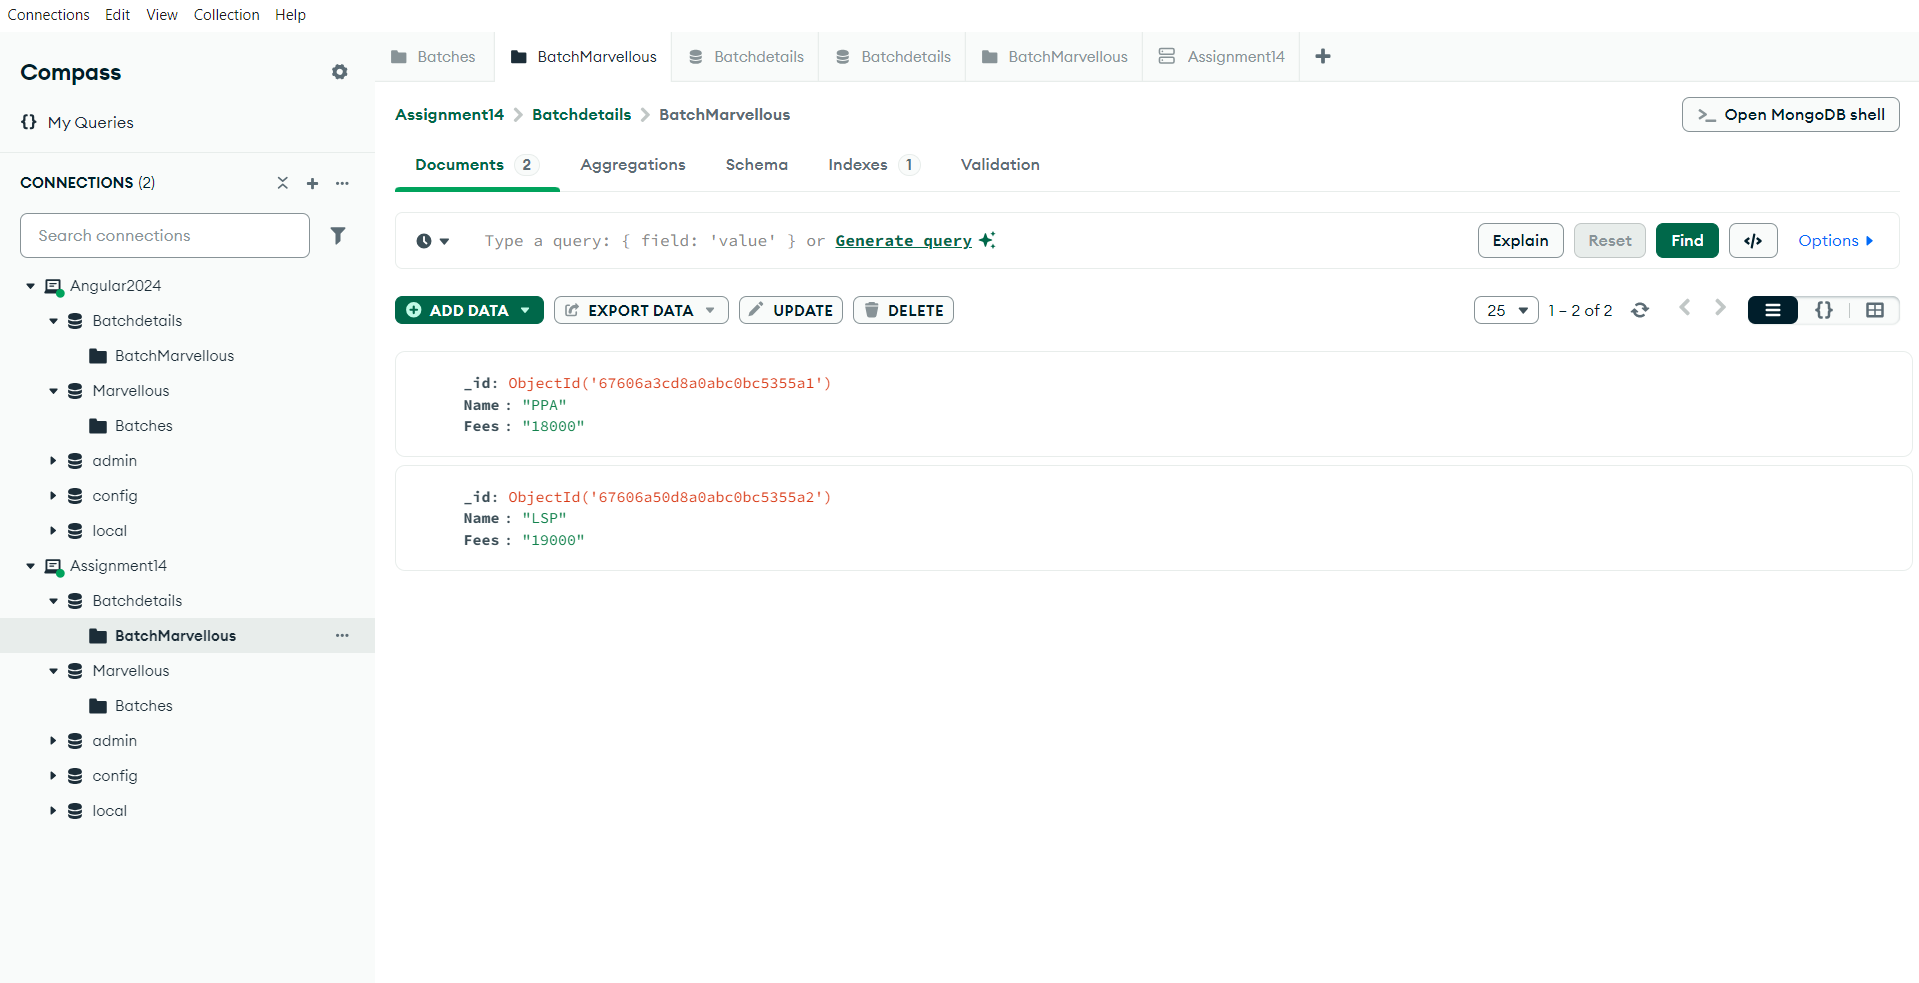 Connections Edit View Collection Help
Compass
{} My Queries
CONNECTIONS (2)
Search connections
Angular2024
Batchdetails
BatchMarvellous
Marvellous
Batches
admin
config
local
Assignment14
Batchdetails
BatchMarvellous
Marvellous
Batches
admin
config
local
Batches BatchMarvellous Batchdetails Batchdetails BatchMarvellous Assignment14
Assignment14 > Batchdetails > BatchMarvellous
>_ Open MongoDB shell
Documents 2 Aggregations Schema Indexes 1 Validation
Type a query: { field: 'value' } or Generate query
Explain Reset Find </> Options
ADD DATA EXPORT DATA UPDATE DELETE
25 1 – 2 of 2 {}
_id: ObjectId('67606a3cd8a0abc0bc5355a1')
Name : "PPA"
Fees : "18000"
_id: ObjectId('67606a50d8a0abc0bc5355a2')
Name : "LSP"
Fees : "19000"